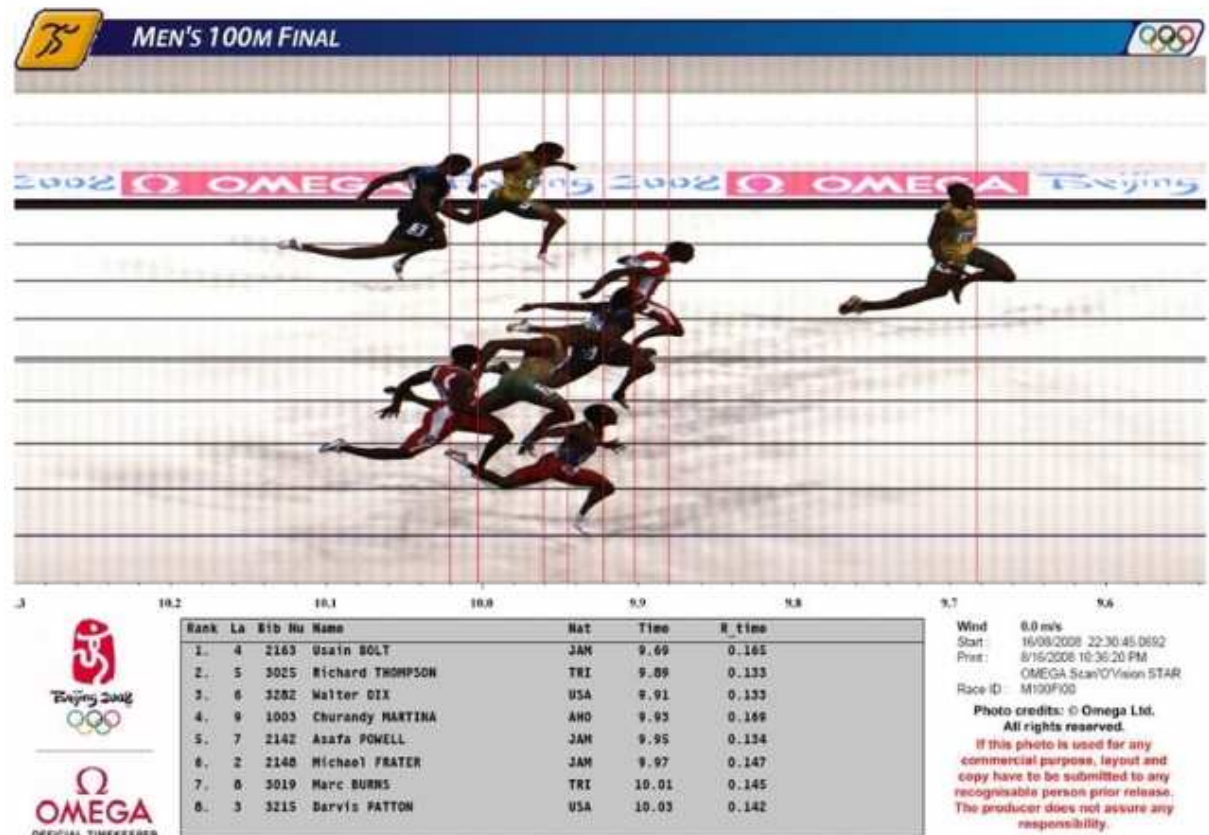 MEN'S 100M FINAL
2008 OMEGA Beijing 2008 OMEGA Beijing
.3 10.2 10.1 10.0 9.9 9.8 9.7 9.6
Rank La Bib Nu Name Nat Time R_time
1. 4 2163 Usain BOLT JAM 9.69 0.165
2. 5 3025 Richard THOMPSON TRI 9.89 0.133
3. 6 3282 Walter DIX USA 9.91 0.133
4. 9 1003 Churandy MARTINA AHO 9.93 0.169
5. 7 2142 Asafa POWELL JAM 9.95 0.134
6. 2 2148 Michael FRATER JAM 9.97 0.147
7. 8 3019 Marc BURNS TRI 10.01 0.145
8. 3 3215 Darvis PATTON USA 10.03 0.142
Beijing 2008
Ω
OMEGA
OFFICIAL TIMEKEEPER
Wind 0.0 m/s
Start : 16/08/2008 22:30:45.0692
Print : 8/16/2008 10:36:20 PM
OMEGA Scan'O'Vision STAR
Race ID : M100FI00
Photo credits: © Omega Ltd.
All rights reserved.
If this photo is used for any
commercial purpose, layout and
copy have to be submitted to any
recognisable person prior release.
The producer does not assure any
responsibility.